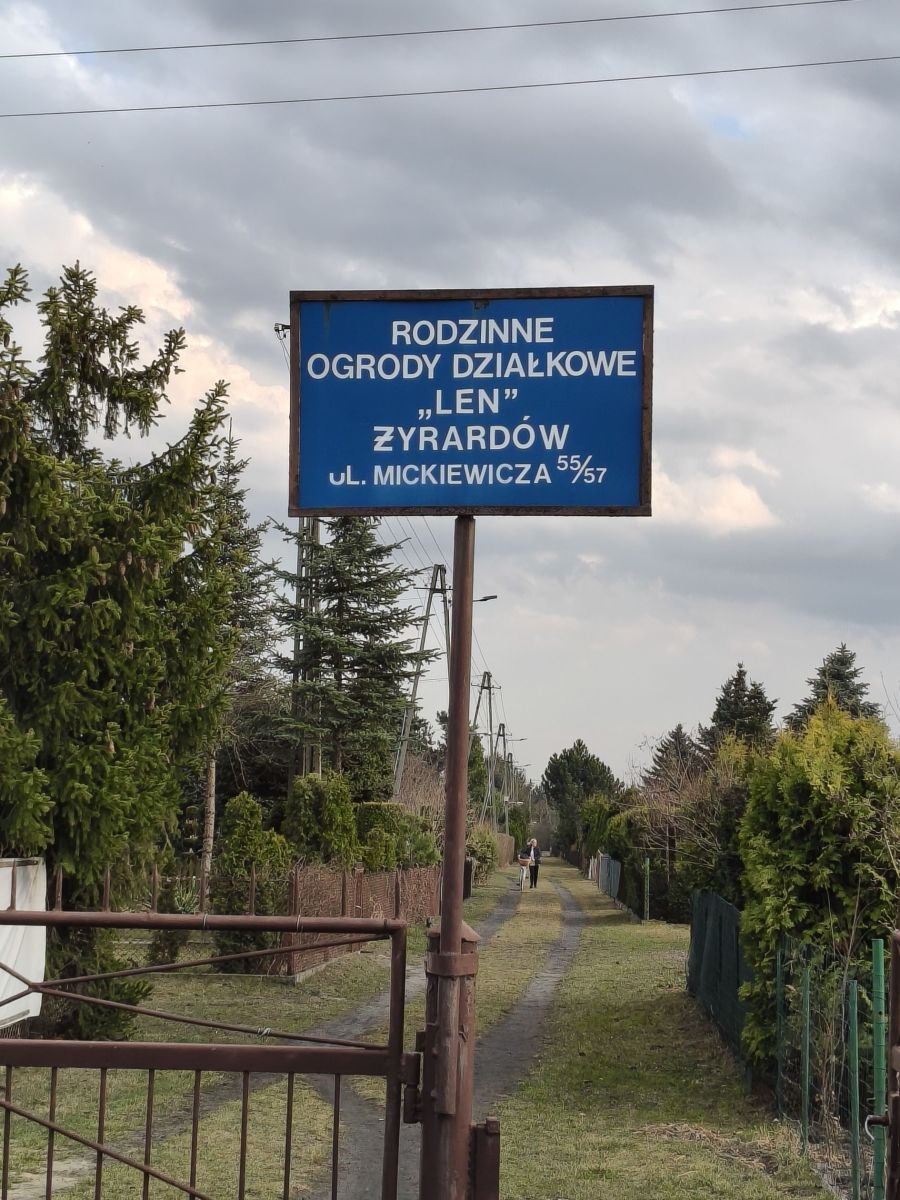 RODZINNE
OGRODY DZIAŁKOWE
„LEN”
ŻYRARDÓW
uL. MICKIEWICZA 55/57